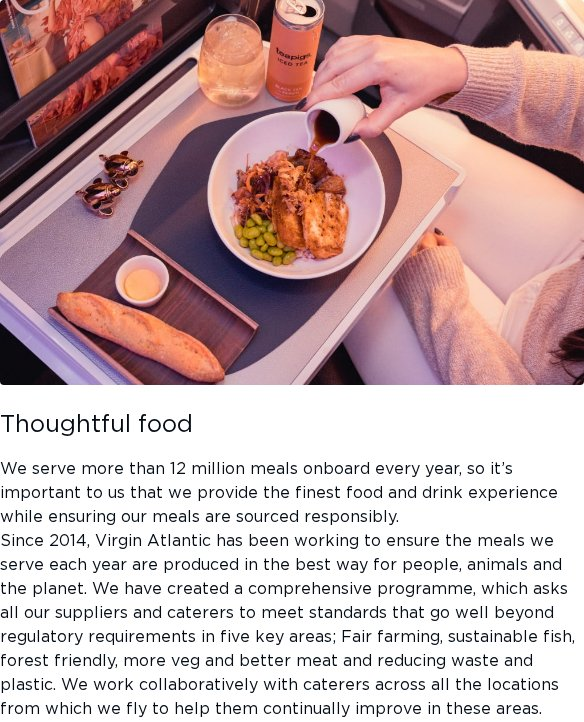 teapigs.
ICED TEA
Thoughtful food
We serve more than 12 million meals onboard every year, so it’s
important to us that we provide the finest food and drink experience
while ensuring our meals are sourced responsibly.
Since 2014, Virgin Atlantic has been working to ensure the meals we
serve each year are produced in the best way for people, animals and
the planet. We have created a comprehensive programme, which asks
all our suppliers and caterers to meet standards that go well beyond
regulatory requirements in five key areas; Fair farming, sustainable fish,
forest friendly, more veg and better meat and reducing waste and
plastic. We work collaboratively with caterers across all the locations
from which we fly to help them continually improve in these areas.